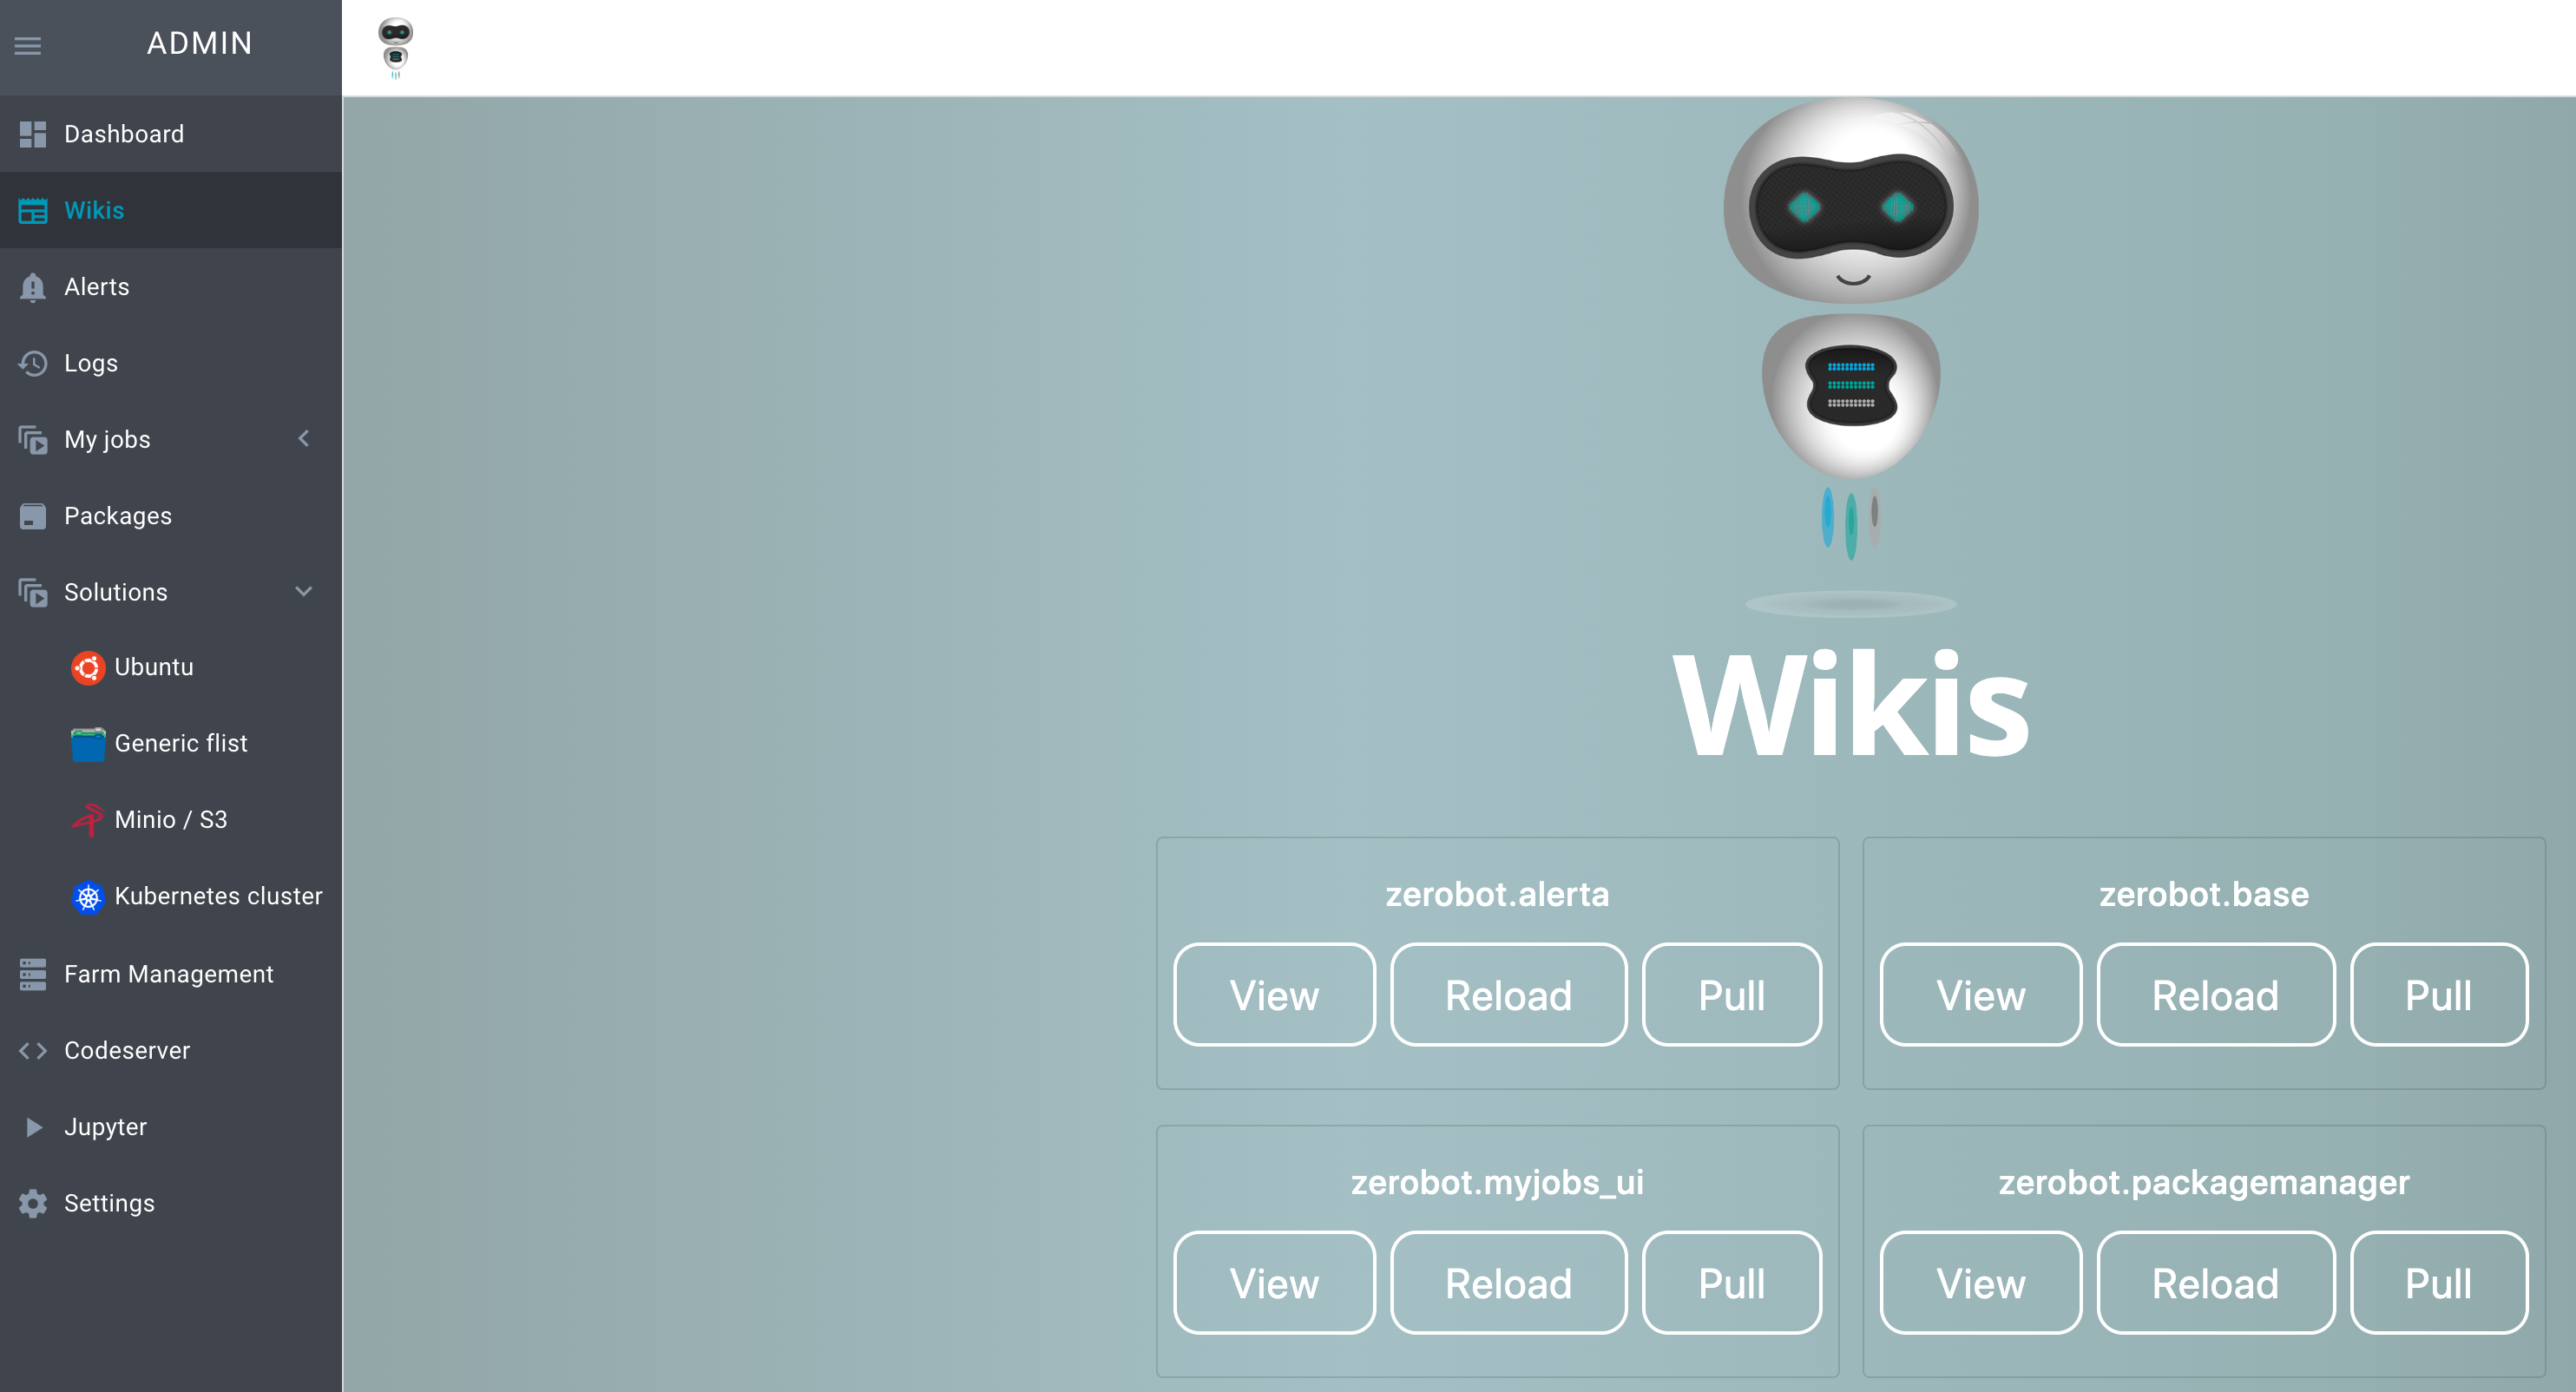 ADMIN
Dashboard
Wikis
Alerts
Logs
My jobs
Packages
Solutions
Ubuntu
Generic flist
Minio / S3
Kubernetes cluster
Farm Management
Codeserver
Jupyter
Settings
Wikis
zerobot.alerta
View Reload Pull
zerobot.base
View Reload Pull
zerobot.myjobs_ui
View Reload Pull
zerobot.packagemanager
View Reload Pull